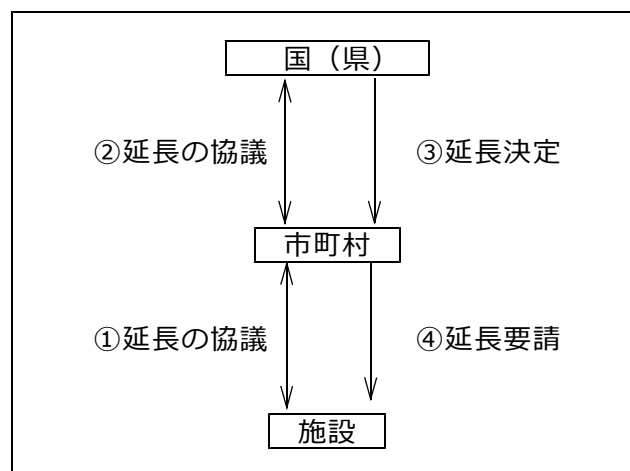 国（県）
②延長の協議
③延長決定
市町村
①延長の協議
④延長要請
施設